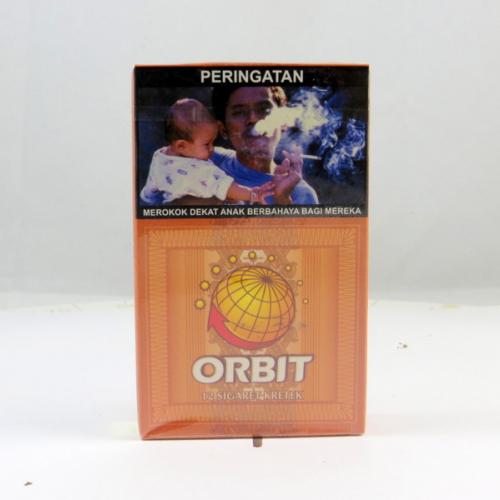 PERINGATAN
MEROKOK DEKAT ANAK BERBAHAYA BAGI MEREKA
ORBIT
12 SIGARET KRETEK